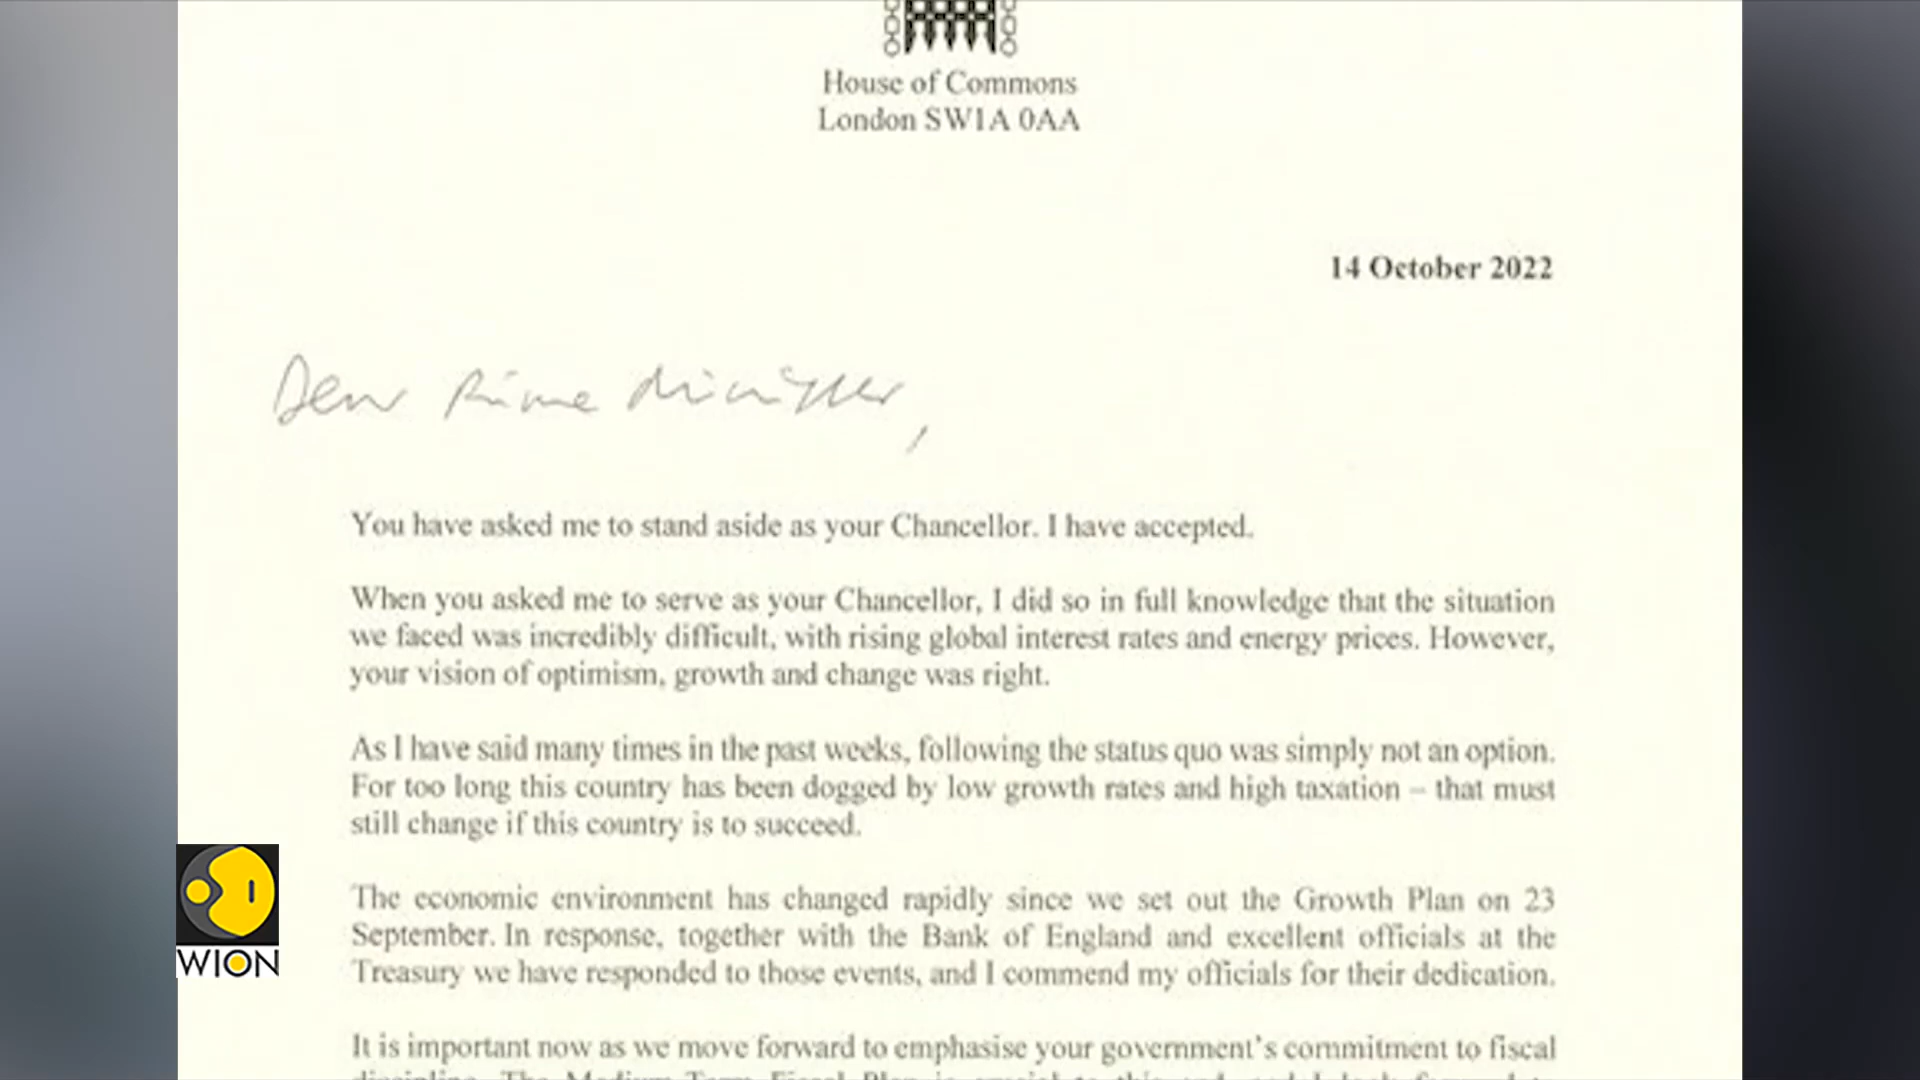 House of Commons
London SW1A 0AA
14 October 2022
Dear Prime Minister,
You have asked me to stand aside as your Chancellor. I have accepted.
When you asked me to serve as your Chancellor, I did so in full knowledge that the situation
we faced was incredibly difficult, with rising global interest rates and energy prices. However,
your vision of optimism, growth and change was right.
As I have said many times in the past weeks, following the status quo was simply not an option.
For too long this country has been dogged by low growth rates and high taxation – that must
still change if this country is to succeed.
The economic environment has changed rapidly since we set out the Growth Plan on 23
September. In response, together with the Bank of England and excellent officials at the
Treasury we have responded to those events, and I commend my officials for their dedication.
It is important now as we move forward to emphasise your government's commitment to fiscal
WION